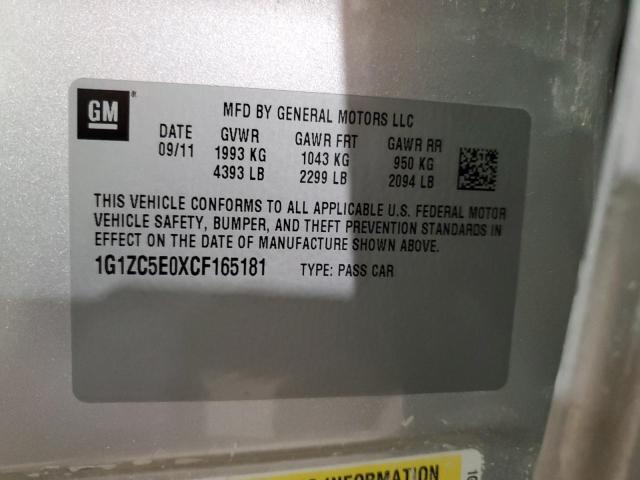 GM
MFD BY GENERAL MOTORS LLC
DATE GVWR GAWR FRT GAWR RR
09/11 1993 KG 1043 KG 950 KG
4393 LB 2299 LB 2094 LB
THIS VEHICLE CONFORMS TO ALL APPLICABLE U.S. FEDERAL MOTOR
VEHICLE SAFETY, BUMPER, AND THEFT PREVENTION STANDARDS IN
EFFECT ON THE DATE OF MANUFACTURE SHOWN ABOVE.
1G1ZC5E0XCF165181 TYPE: PASS CAR
INFORMATION